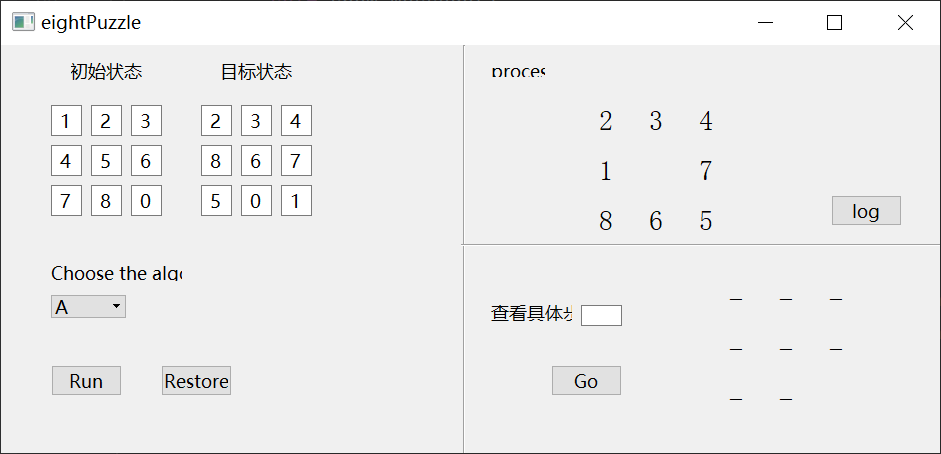 eightPuzzle
初始状态 目标状态
1 2 3 2 3 4
4 5 6 8 6 7
7 8 0 5 0 1
Choose the algo
A
Run Restore
proces
2 3 4
1 7
8 6 5
log
查看具体
Go
_ _ _
_ _ _
_ _